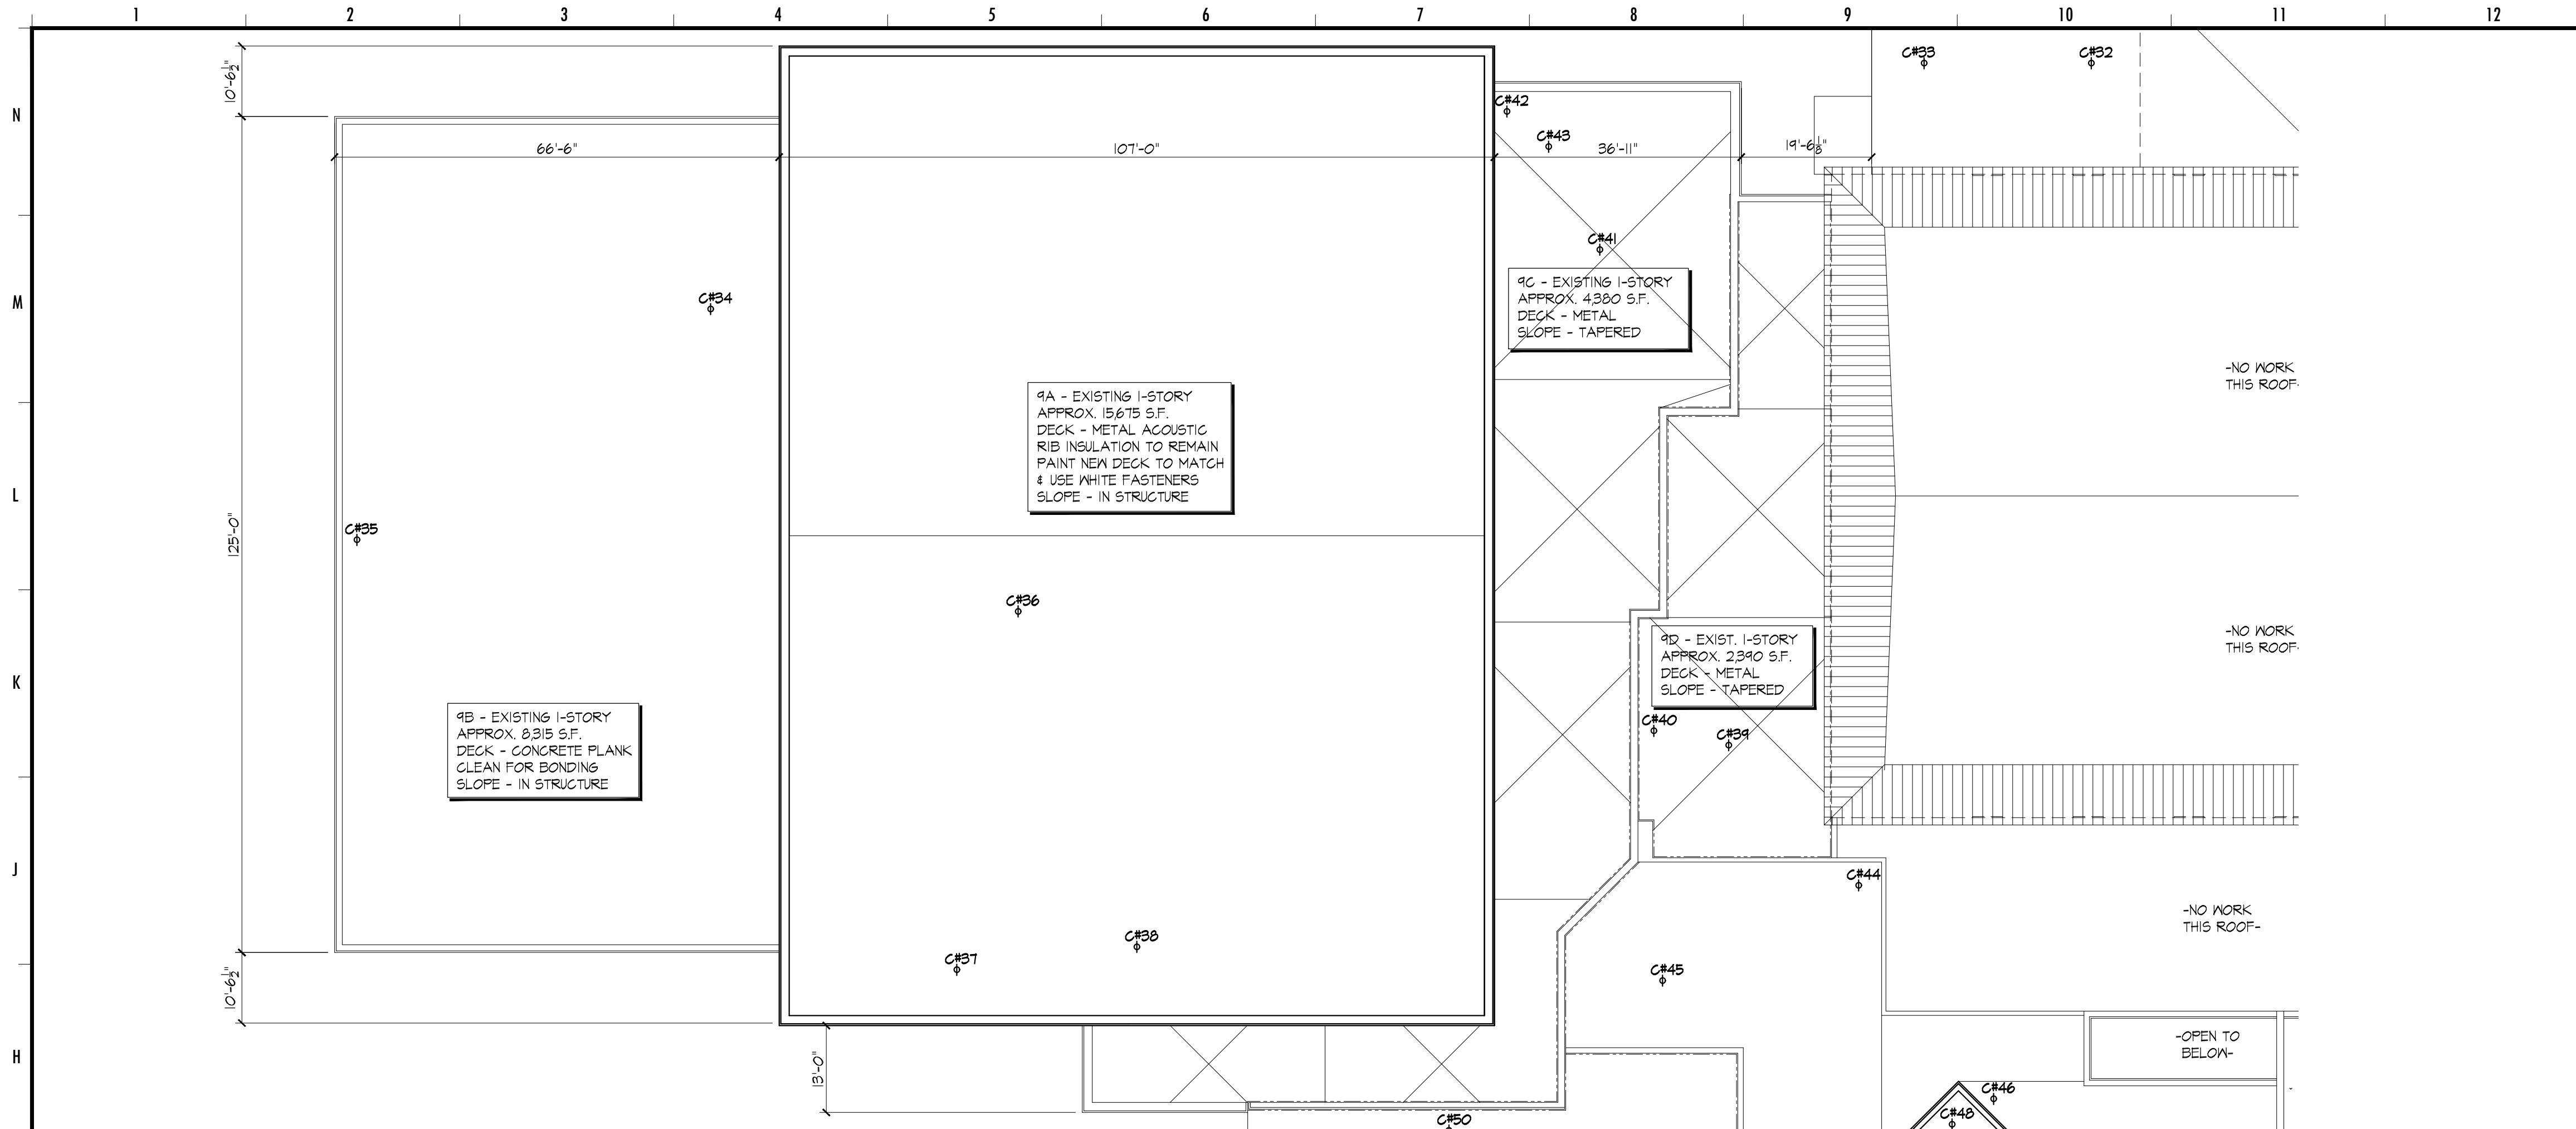 1 2 3 4 5 6 7 8 9 10 11 12
N
M
L
K
J
H
10'-6 1/2"
125'-0"
10'-6 1/2"
66'-6"
107'-0"
36'-11"
19'-6 1/8"
13'-0"
C#33
C#32
C#42
C#43
C#41
C#34
9C - EXISTING 1-STORY
APPROX. 4,380 S.F.
DECK - METAL
SLOPE - TAPERED
-NO WORK
THIS ROOF-
9A - EXISTING 1-STORY
APPROX. 15,675 S.F.
DECK - METAL ACOUSTIC
RIB INSULATION TO REMAIN
PAINT NEW DECK TO MATCH
& USE WHITE FASTENERS
SLOPE - IN STRUCTURE
C#35
C#36
9D - EXIST. 1-STORY
APPROX. 2,390 S.F.
DECK - METAL
SLOPE - TAPERED
-NO WORK
THIS ROOF-
9B - EXISTING 1-STORY
APPROX. 8,315 S.F.
DECK - CONCRETE PLANK
CLEAN FOR BONDING
SLOPE - IN STRUCTURE
C#40
C#39
C#44
-NO WORK
THIS ROOF-
C#38
C#37
C#45
-OPEN TO
BELOW-
C#46
C#48
C#50